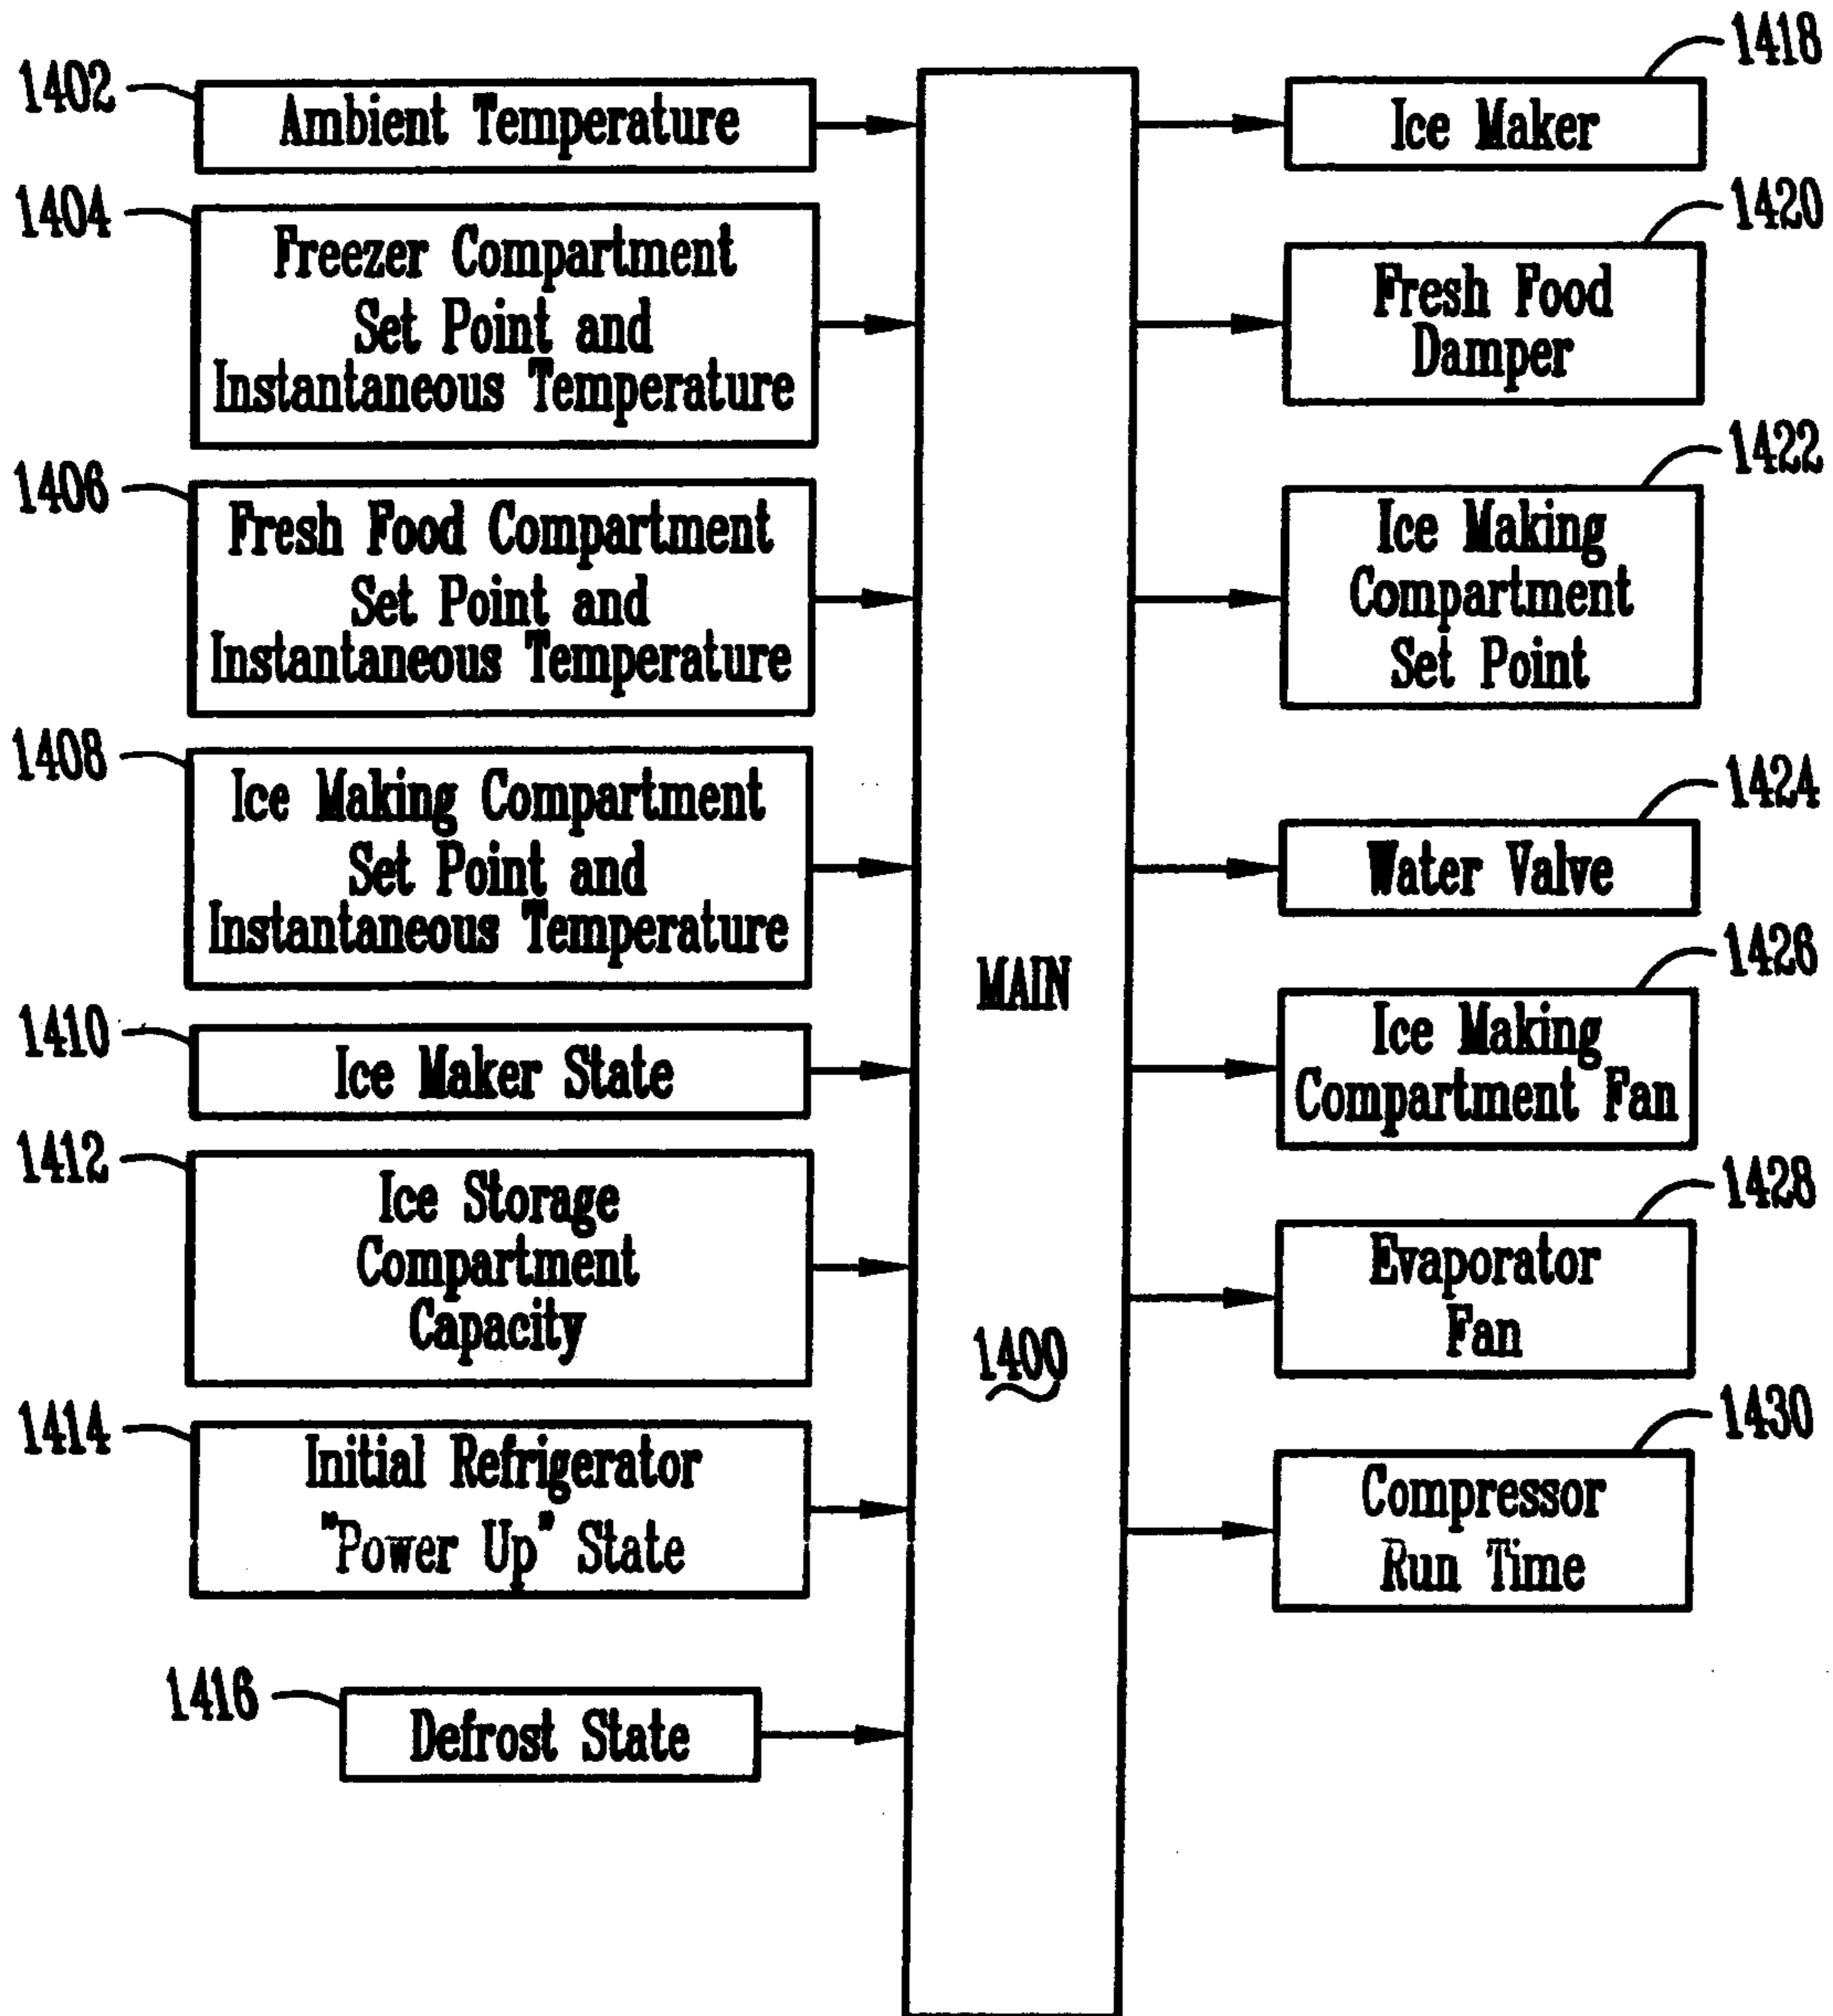 1402
Ambient Temperature
1404
Freezer Compartment
Set Point and
Instantaneous Temperature
1406
Fresh Food Compartment
Set Point and
Instantaneous Temperature
1408
Ice Making Compartment
Set Point and
Instantaneous Temperature
1410
Ice Maker State
1412
Ice Storage
Compartment
Capacity
1414
Initial Refrigerator
"Power Up" State
1416
Defrost State
MAIN
1400
1418
Ice Maker
1420
Fresh Food
Damper
1422
Ice Making
Compartment
Set Point
1424
Water Valve
1426
Ice Making
Compartment Fan
1428
Evaporator
Fan
1430
Compressor
Run Time